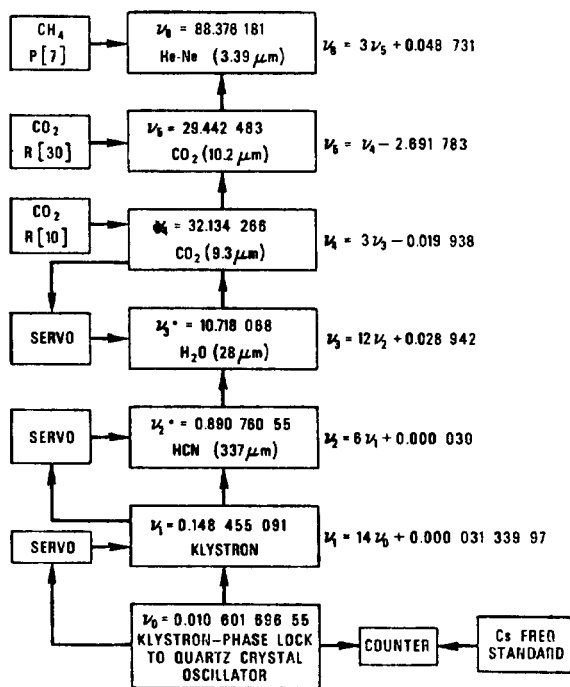 CH₄
P[7]
ν₆ = 88.376 181
He-Ne (3.39 μm)
ν₆ = 3ν₅ + 0.048 731
CO₂
R[30]
ν₅ = 29.442 483
CO₂ (10.2 μm)
ν₅ = ν₄ − 2.691 783
CO₂
R[10]
ν₄ = 32.134 266
CO₂ (9.3 μm)
ν₄ = 3ν₃ − 0.019 938
SERVO
ν₃ = 10.718 068
H₂O (28 μm)
ν₃ = 12ν₂ + 0.028 942
SERVO
ν₂ = 0.890 760 55
HCN (337 μm)
ν₂ = 6ν₁ + 0.000 030
SERVO
ν₁ = 0.148 455 091
KLYSTRON
ν₁ = 14ν₀ + 0.000 031 339 97
ν₀ = 0.010 601 696 55
KLYSTRON–PHASE LOCK
TO QUARTZ CRYSTAL
OSCILLATOR
COUNTER
Cs FREQ
STANDARD